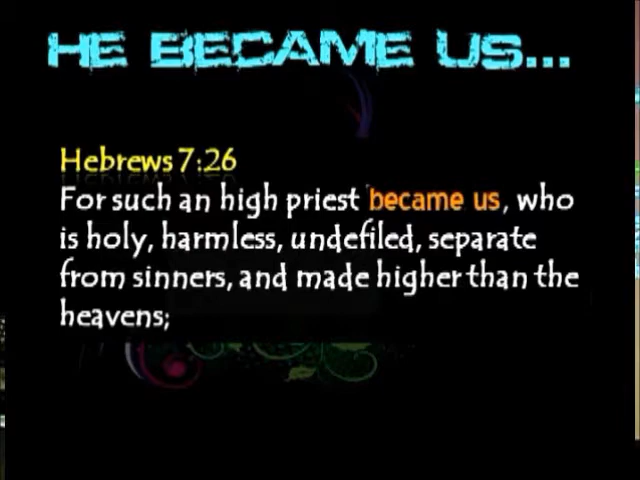 HE BECAME US...
Hebrews 7:26
For such an high priest became us, who
is holy, harmless, undefiled, separate
from sinners, and made higher than the
heavens;